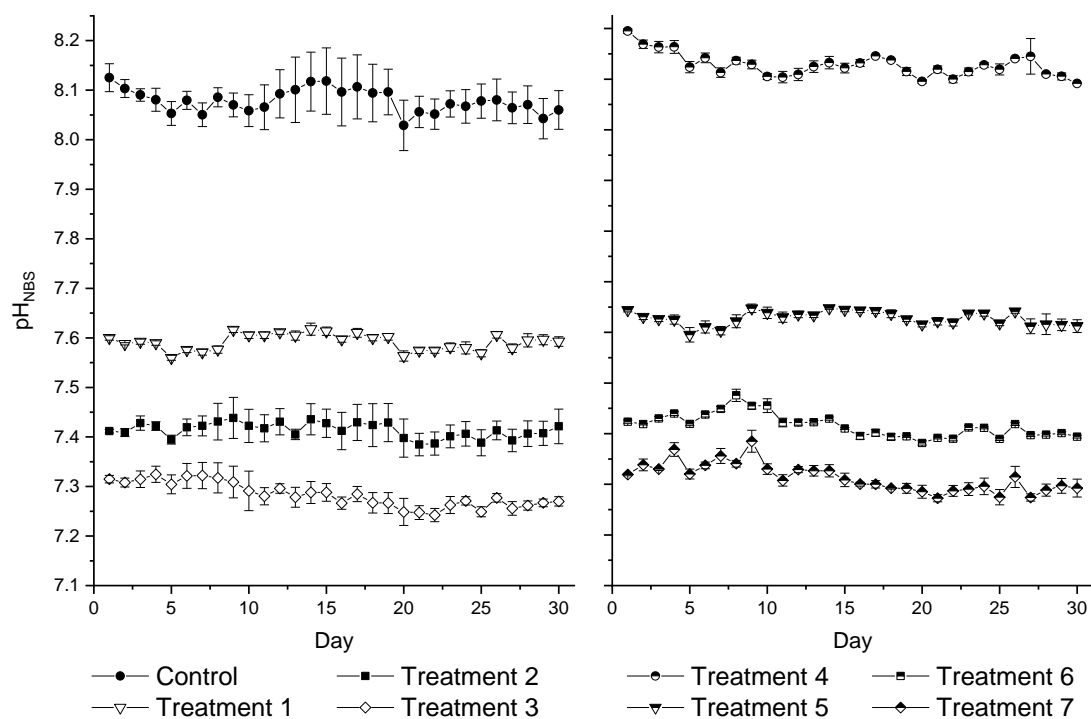 8.2
8.1
8.0
7.9
7.8
7.7
7.6
7.5
7.4
7.3
7.2
7.1
pH_NBS
0 5 10 15 20 25 30
0 5 10 15 20 25 30
Day
Day
Control
Treatment 2
Treatment 4
Treatment 6
Treatment 1
Treatment 3
Treatment 5
Treatment 7